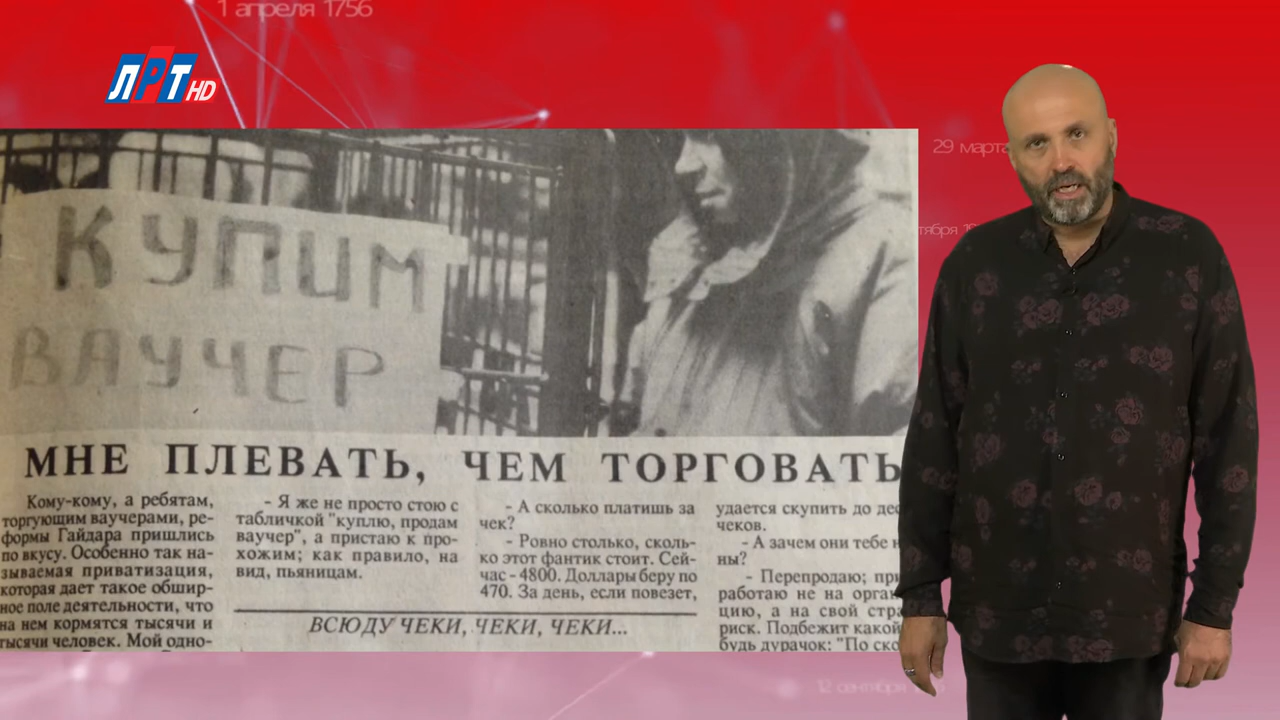 1 апреля 1756
ЛРТ HD
29 марта
12 сентября
КУПИМ
ВАУЧЕР
МНЕ ПЛЕВАТЬ, ЧЕМ ТОРГОВАТЬ
Кому-кому, а ребятам,
торгующим ваучерами, ре-
формы Гайдара пришлись
по вкусу. Особенно так на-
зываемая приватизация,
которая дает такое обшир-
ное поле деятельности, что
на нем кормятся тысячи и
тысячи человек. Мой одно-
- Я же не просто стою с
табличкой "куплю, продам
ваучер", а пристаю к про-
хожим; как правило, на
вид, пьяницам.
- А сколько платишь за
чек?
- Ровно столько, сколь-
ко этот фантик стоит. Сей-
час - 4800. Доллары беру по
470. За день, если повезет,
удается скупить до
чеков.
- А зачем они тебе
ны?
- Перепродаю;
работаю не на
цию, а на свой
риск. Подбежит
будь дурачок: "По
ВСЮДУ ЧЕКИ, ЧЕКИ, ЧЕКИ...